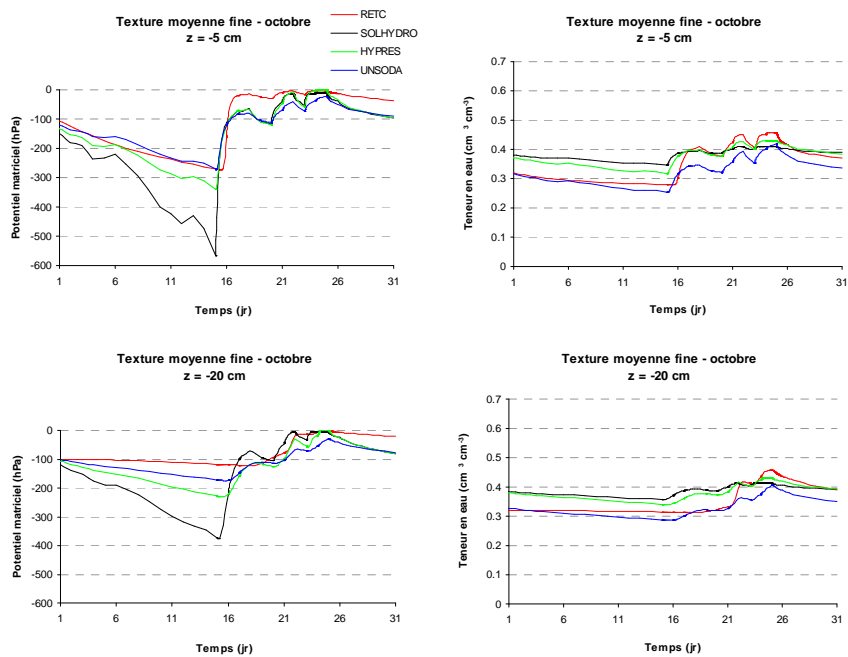 Texture moyenne fine - octobre
z = -5 cm
RETC
SOLHYDRO
HYPRES
UNSODA
Potentiel matriciel (hPa)
0
-100
-200
-300
-400
-500
-600
1
6
11
16
21
26
31
Temps (jr)
Texture moyenne fine - octobre
z = -5 cm
Teneur en eau (cm ³ cm-³)
0.7
0.6
0.5
0.4
0.3
0.2
0.1
0
1
6
11
16
21
26
31
Temps (jr)
Texture moyenne fine - octobre
z = -20 cm
Potentiel matriciel (hPa)
0
-100
-200
-300
-400
-500
-600
1
6
11
16
21
26
31
Temps (jr)
Texture moyenne fine - octobre
z = -20 cm
Teneur en eau (cm ³ cm-³)
0.7
0.6
0.5
0.4
0.3
0.2
0.1
0
1
6
11
16
21
26
31
Temps (jr)